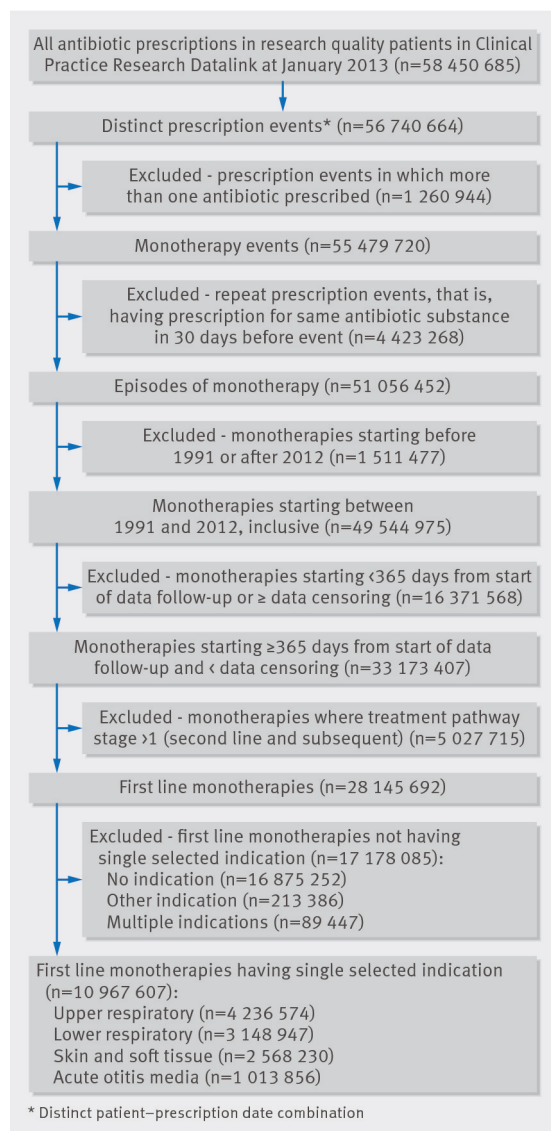 All antibiotic prescriptions in research quality patients in Clinical
Practice Research Datalink at January 2013 (n=58 450 685)
Distinct prescription events* (n=56 740 664)
Excluded - prescription events in which more
than one antibiotic prescribed (n=1 260 944)
Monotherapy events (n=55 479 720)
Excluded - repeat prescription events, that is,
having prescription for same antibiotic substance
in 30 days before event (n=4 423 268)
Episodes of monotherapy (n=51 056 452)
Excluded - monotherapies starting before
1991 or after 2012 (n=1 511 477)
Monotherapies starting between
1991 and 2012, inclusive (n=49 544 975)
Excluded - monotherapies starting <365 days from start
of data follow-up or ≥ data censoring (n=16 371 568)
Monotherapies starting ≥365 days from start of data
follow-up and < data censoring (n=33 173 407)
Excluded - monotherapies where treatment pathway
stage >1 (second line and subsequent) (n=5 027 715)
First line monotherapies (n=28 145 692)
Excluded - first line monotherapies not having
single selected indication (n=17 178 085):
No indication (n=16 875 252)
Other indication (n=213 386)
Multiple indications (n=89 447)
First line monotherapies having single selected indication
(n=10 967 607):
Upper respiratory (n=4 236 574)
Lower respiratory (n=3 148 947)
Skin and soft tissue (n=2 568 230)
Acute otitis media (n=1 013 856)
* Distinct patient–prescription date combination